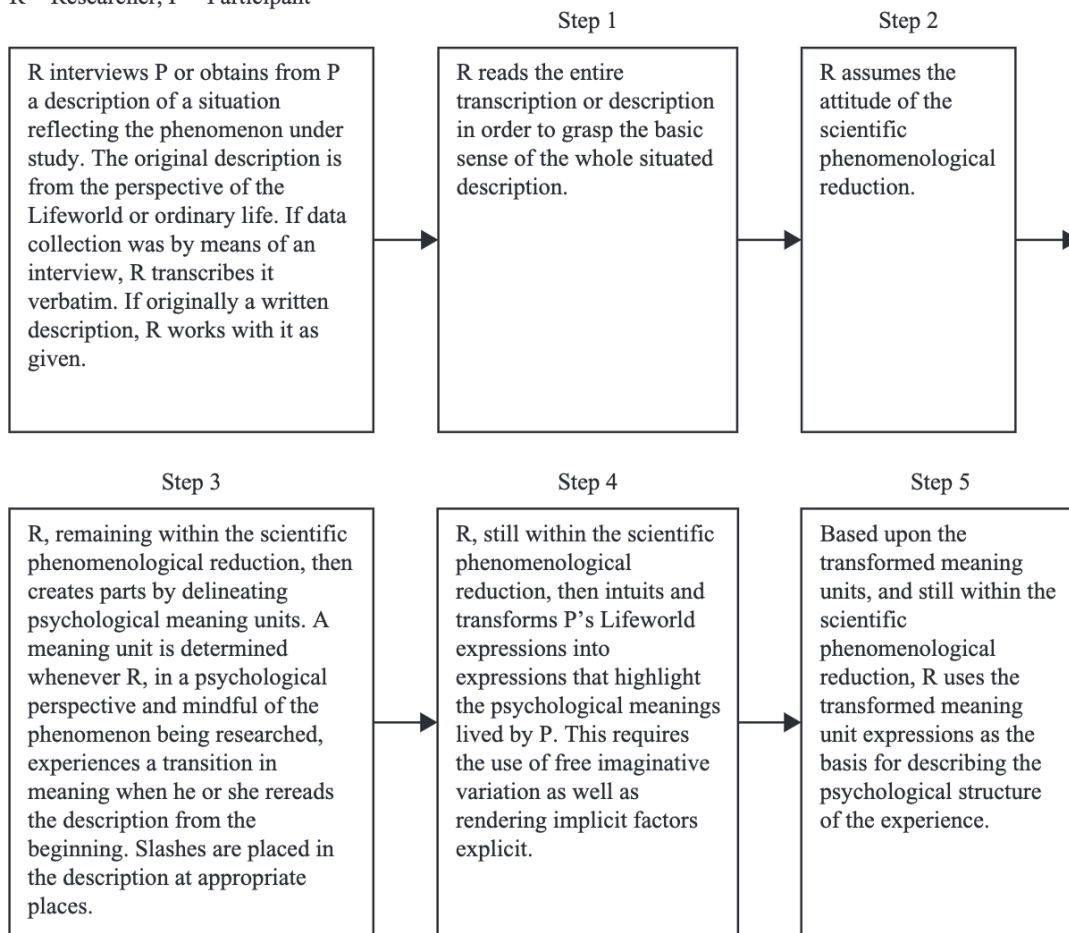 R = Researcher, P = Participant
Step 1
Step 2
R interviews P or obtains from P
a description of a situation
reflecting the phenomenon under
study. The original description is
from the perspective of the
Lifeworld or ordinary life. If data
collection was by means of an
interview, R transcribes it
verbatim. If originally a written
description, R works with it as
given.
R reads the entire
transcription or description
in order to grasp the basic
sense of the whole situated
description.
R assumes the
attitude of the
scientific
phenomenological
reduction.
Step 3
Step 4
Step 5
R, remaining within the scientific
phenomenological reduction, then
creates parts by delineating
psychological meaning units. A
meaning unit is determined
whenever R, in a psychological
perspective and mindful of the
phenomenon being researched,
experiences a transition in
meaning when he or she rereads
the description from the
beginning. Slashes are placed in
the description at appropriate
places.
R, still within the scientific
phenomenological
reduction, then intuits and
transforms P’s Lifeworld
expressions into
expressions that highlight
the psychological meanings
lived by P. This requires
the use of free imaginative
variation as well as
rendering implicit factors
explicit.
Based upon the
transformed meaning
units, and still within the
scientific
phenomenological
reduction, R uses the
transformed meaning
unit expressions as the
basis for describing the
psychological structure
of the experience.